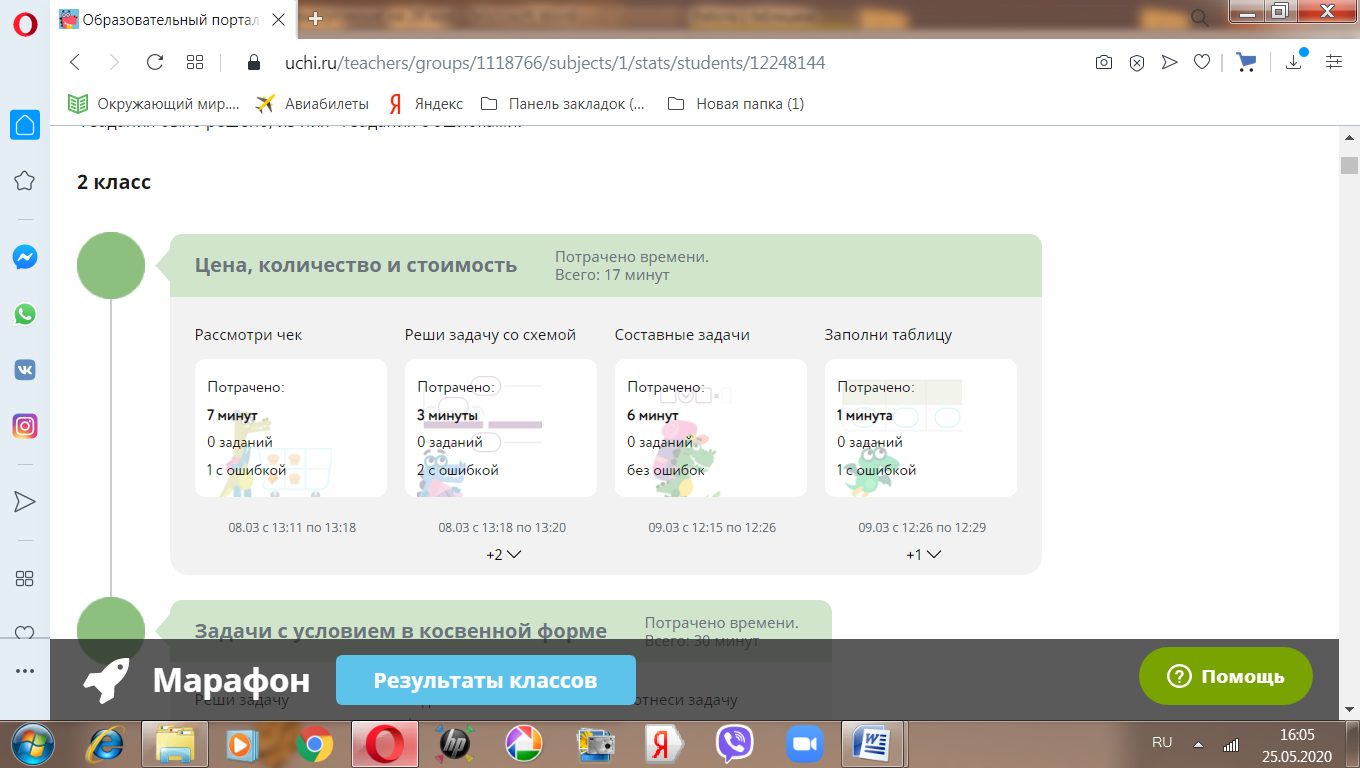 Образовательный портал
uchi.ru/teachers/groups/1118766/subjects/1/stats/students/12248144
Окружающий мир.... Авиабилеты Яндекс Панель закладок (... Новая папка (1)
2 класс
Цена, количество и стоимость
Потрачено времени.
Всего: 17 минут
Рассмотри чек
Потрачено:
7 минут
0 заданий
1 с ошибкой
08.03 с 13:11 по 13:18
Реши задачу со схемой
Потрачено:
3 минуты
0 заданий
2 с ошибкой
08.03 с 13:18 по 13:20
+2
Составные задачи
Потрачено:
6 минут
0 заданий
без ошибок
09.03 с 12:15 по 12:26
Заполни таблицу
Потрачено:
1 минута
0 заданий
1 с ошибкой
09.03 с 12:26 по 12:29
+1
Задачи с условием в косвенной форме
Потрачено времени.
Всего: 30 минут
Реши задачу
задачу
Марафон
Результаты классов
Помощь
RU
16:05
25.05.2020